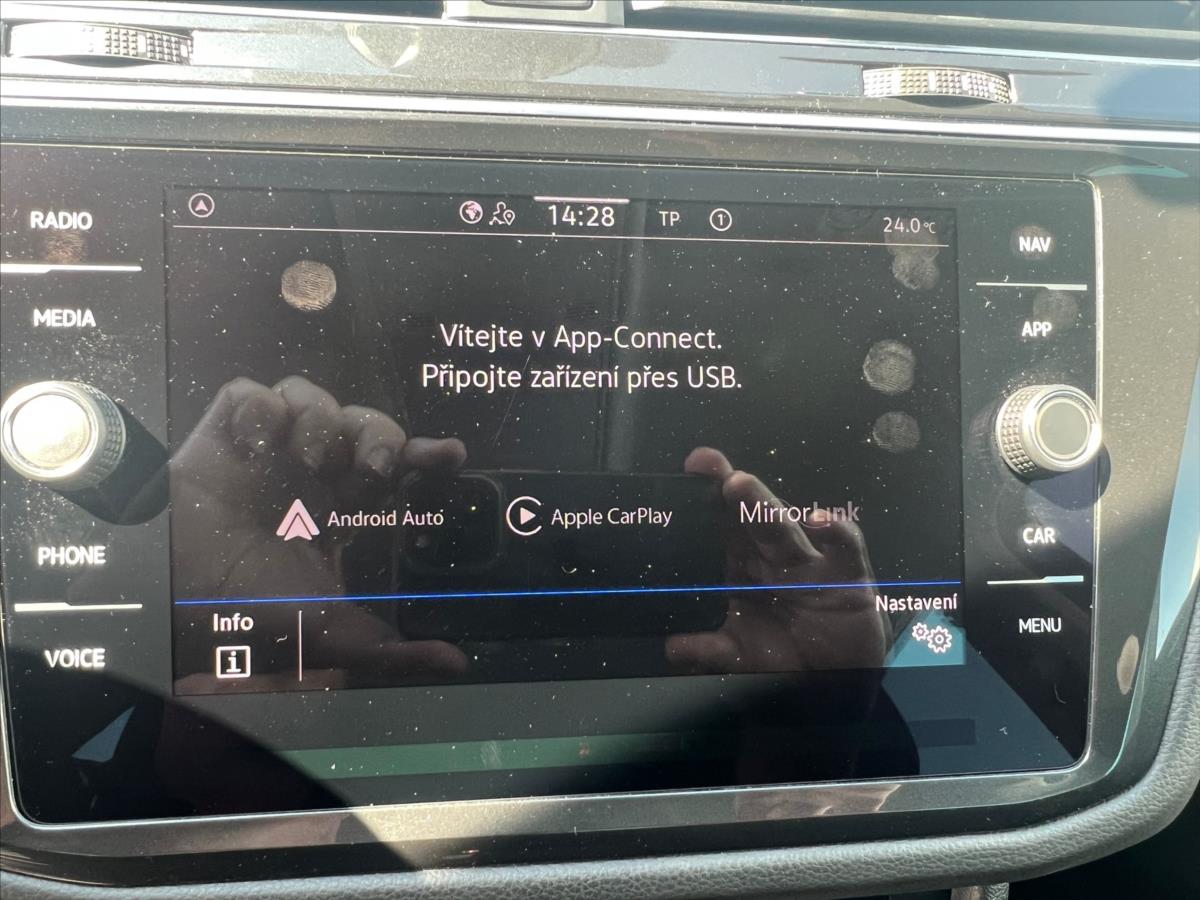 RADIO
MEDIA
PHONE
VOICE
14:28
TP
1
24.0 °C
Vítejte v App-Connect.
Připojte zařízení přes USB.
Android Auto
Apple CarPlay
MirrorLink
Info
i
Nastavení
NAV
APP
CAR
MENU